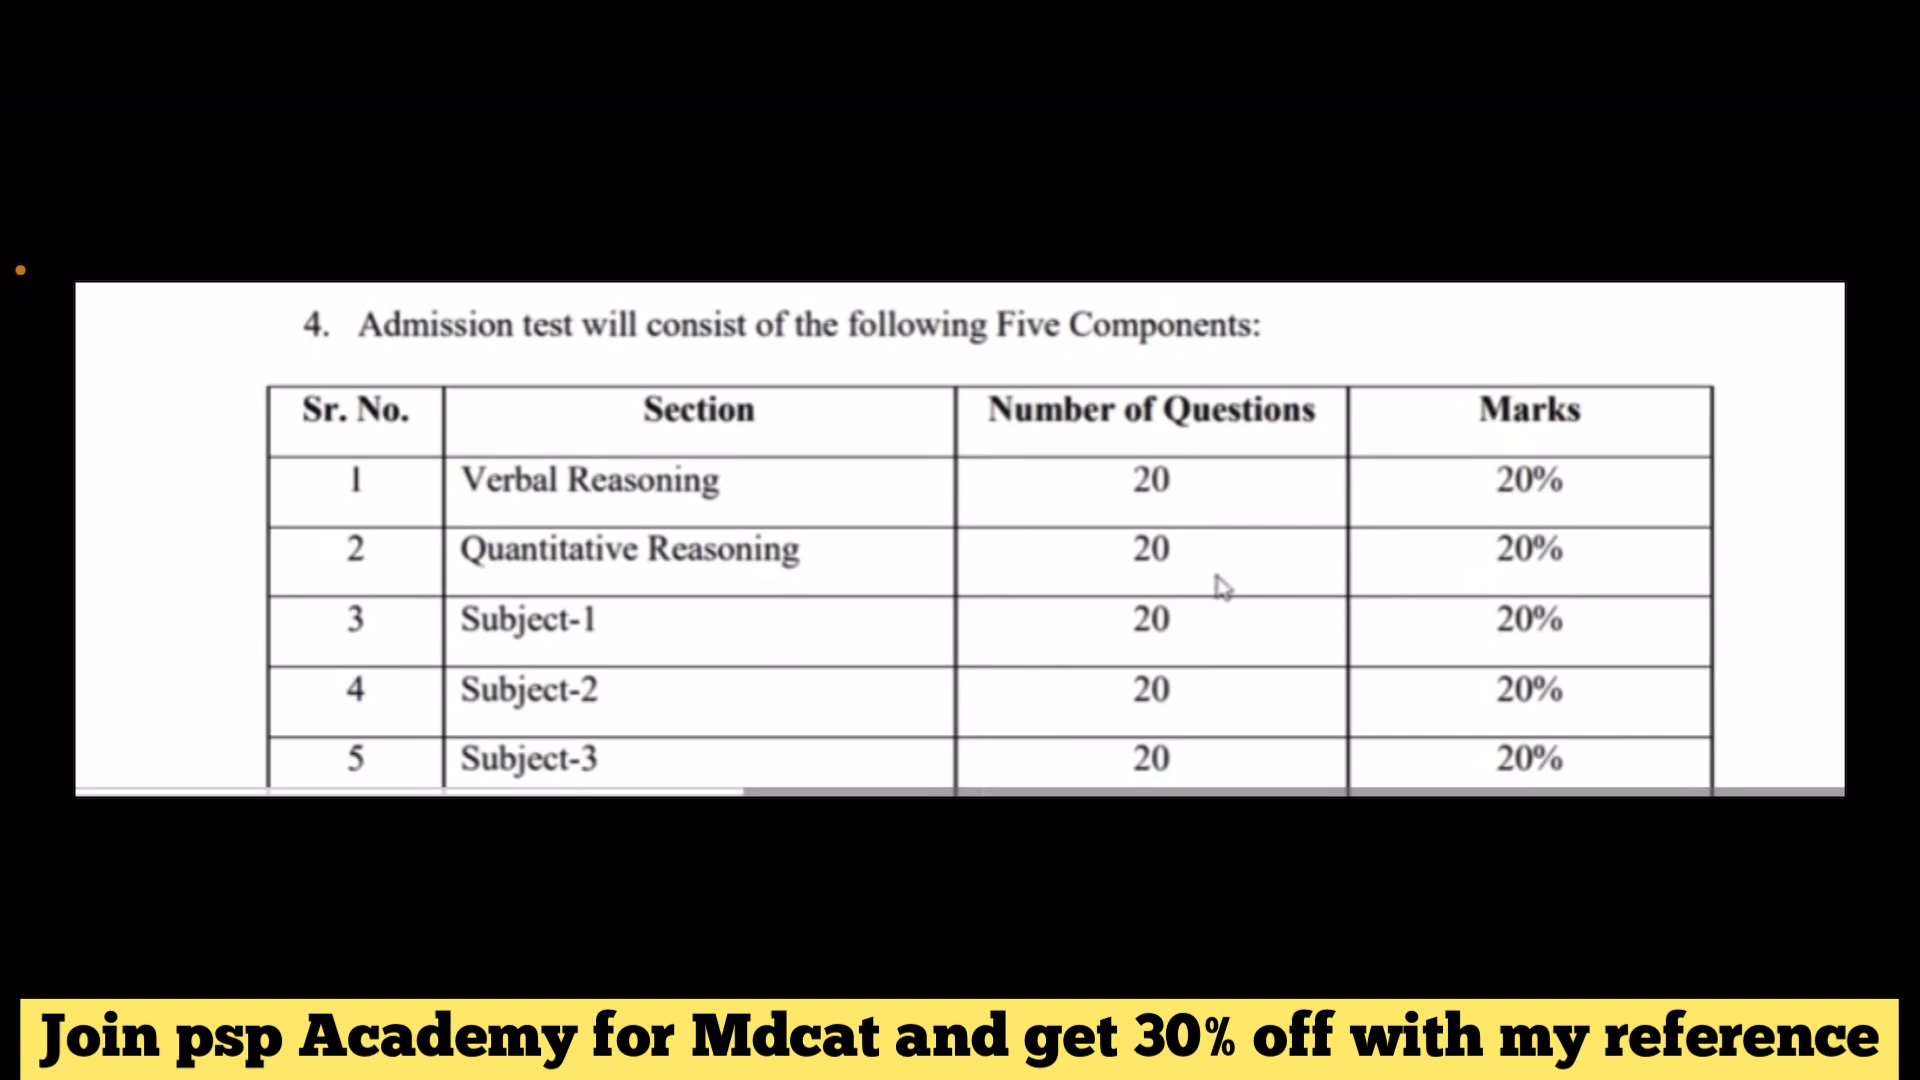 4. Admission test will consist of the following Five Components:
Sr. No. Section Number of Questions Marks
1 Verbal Reasoning 20 20%
2 Quantitative Reasoning 20 20%
3 Subject-1 20 20%
4 Subject-2 20 20%
5 Subject-3 20 20%
Join psp Academy for Mdcat and get 30% off with my reference